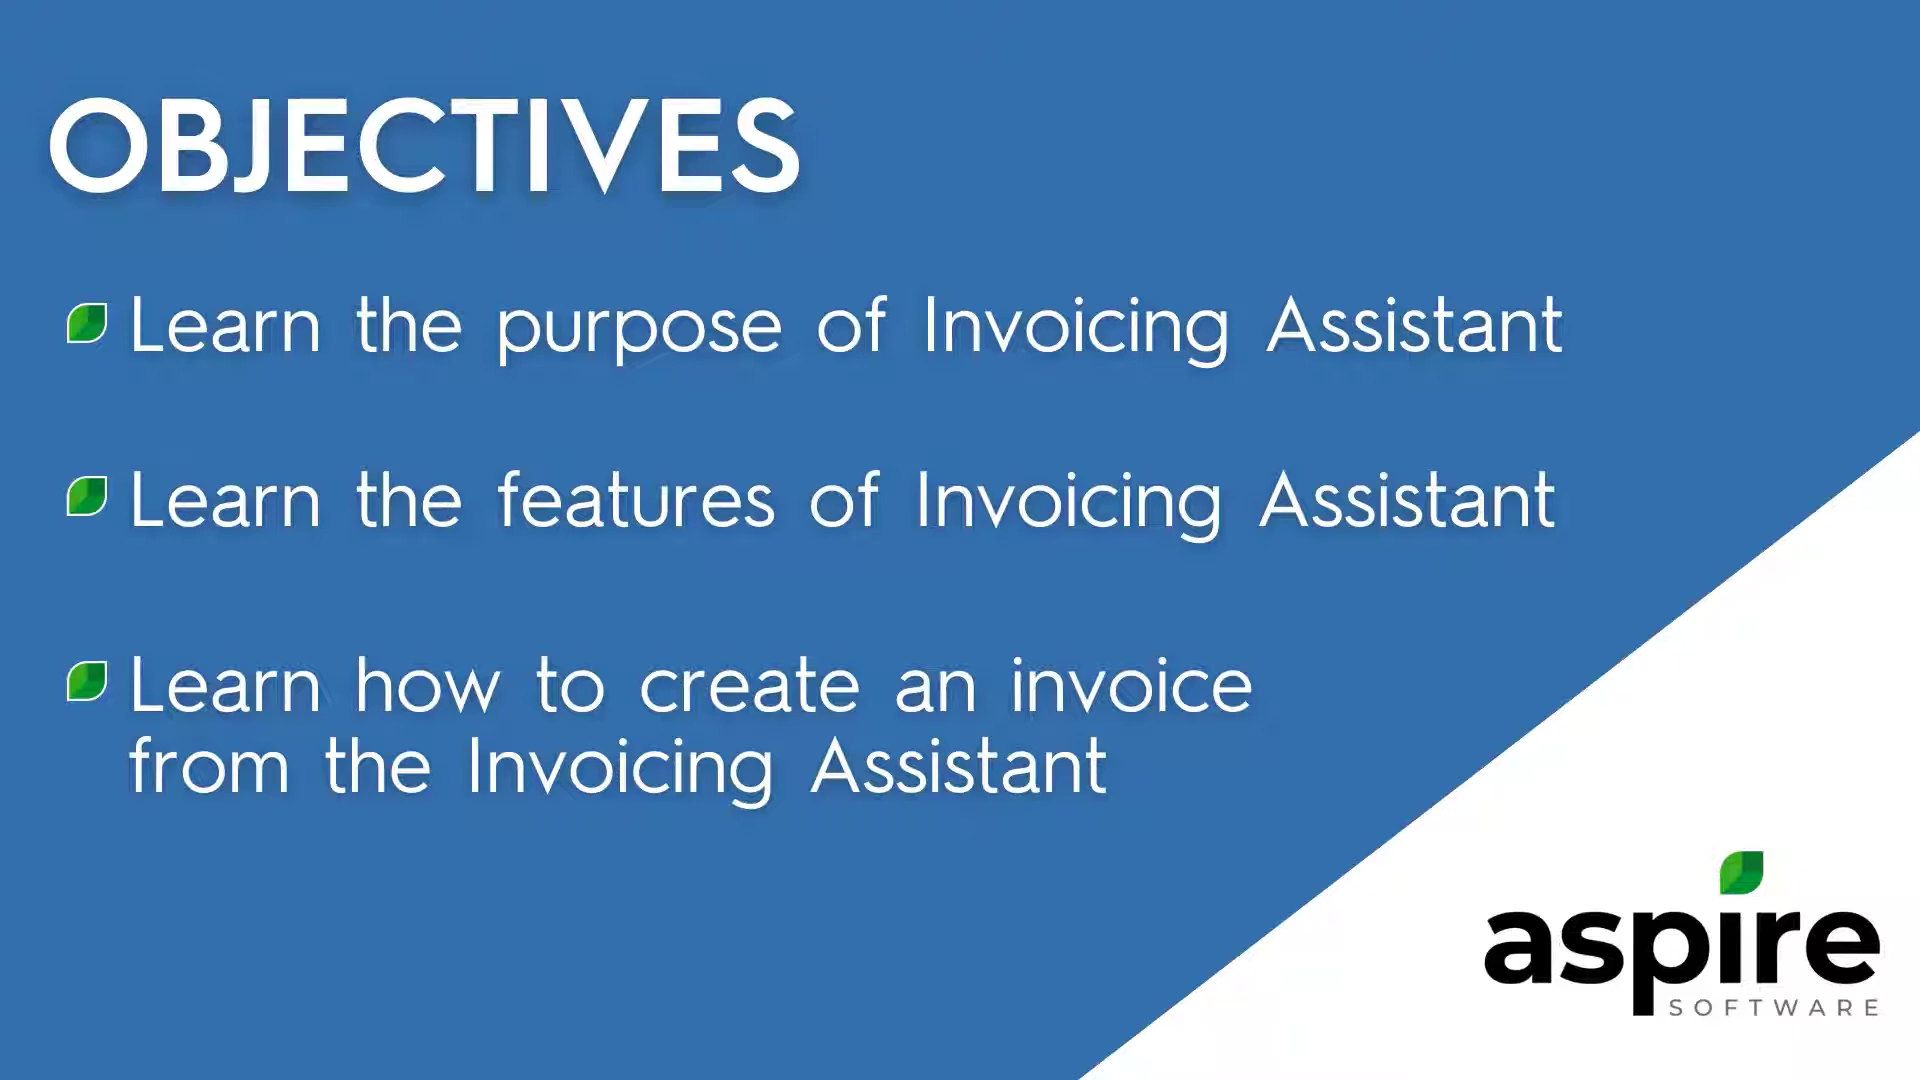 OBJECTIVES
Learn the purpose of Invoicing Assistant
Learn the features of Invoicing Assistant
Learn how to create an invoice
from the Invoicing Assistant
aspire
SOFTWARE